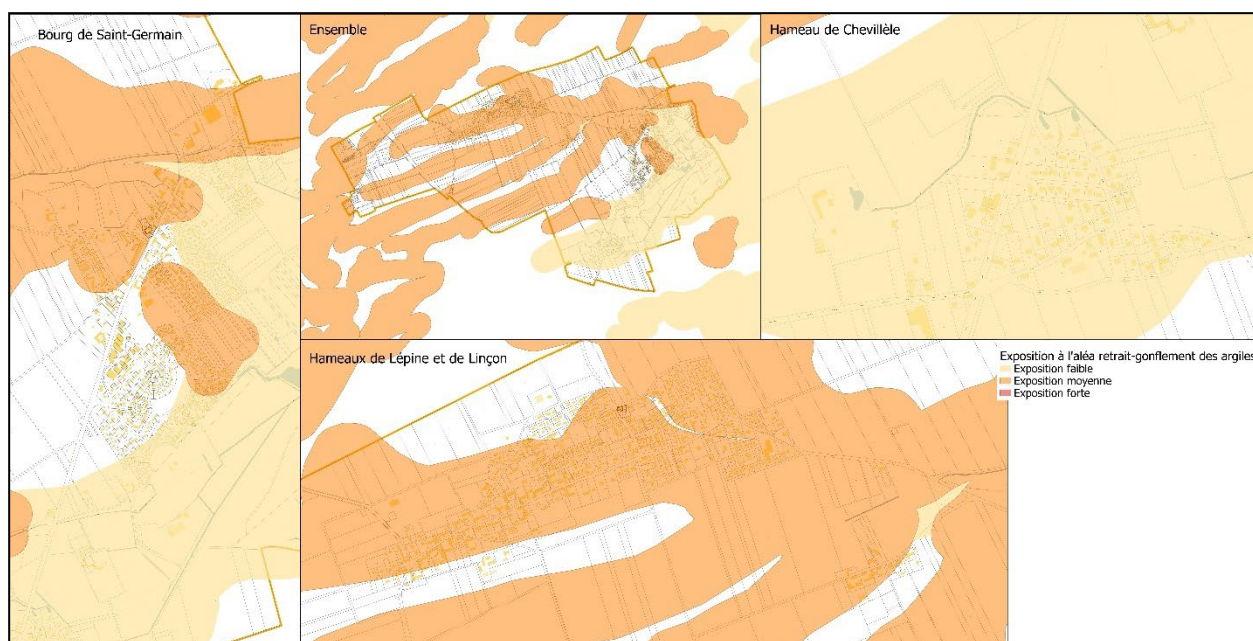 Bourg de Saint-Germain
Ensemble
Hameau de Chevillèle
Hameaux de Lépine et de Linçon
Exposition à l'aléa retrait-gonflement des argiles
Exposition faible
Exposition moyenne
Exposition forte